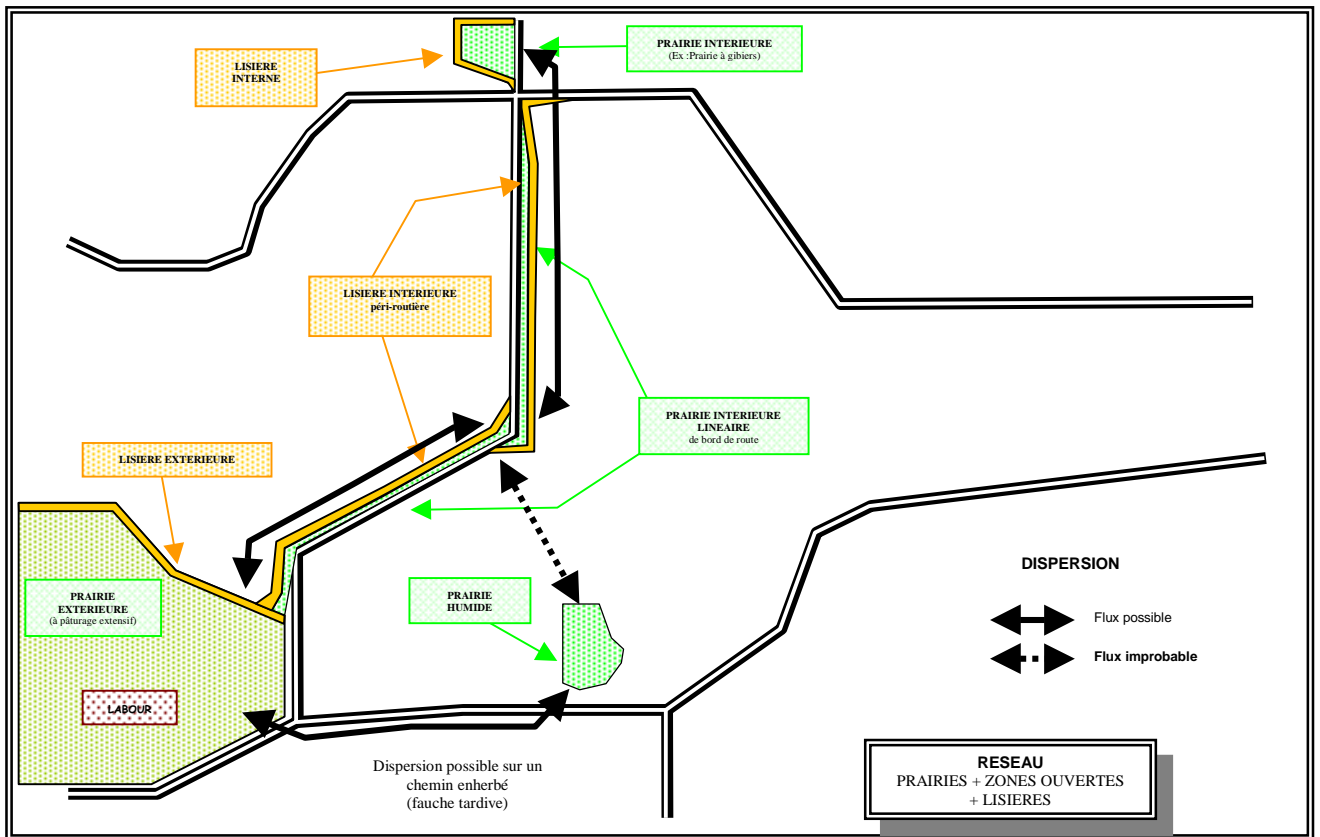 PRAIRIE INTERIEURE
(Ex :Prairie à gibiers)
LISIERE
INTERNE
LISIERE INTERIEURE
péri-routière
PRAIRIE INTERIEURE
LINEAIRE
de bord de route
LISIERE EXTERIEURE
PRAIRIE
EXTERIEURE
(à pâturage extensif)
PRAIRIE
HUMIDE
LABOUR
DISPERSION
Flux possible
Flux improbable
Dispersion possible sur un
chemin enherbé
(fauche tardive)
RESEAU
PRAIRIES + ZONES OUVERTES
+ LISIERES